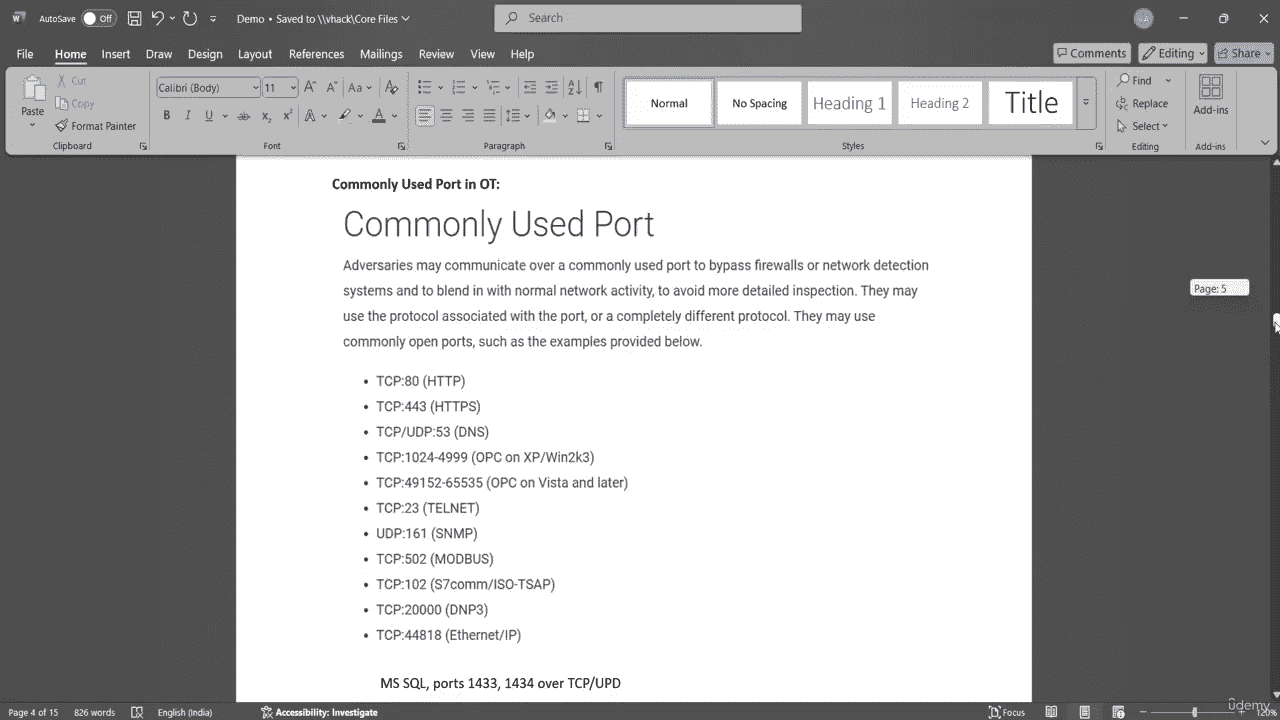 AutoSave Off Demo • Saved to \\vhack\Core Files Search VA
File Home Insert Draw Design Layout References Mailings Review View Help Comments Editing Share
Paste Cut Copy Format Painter
Calibri (Body) 11 Aa A
B I U ab x₂ x² A A
Normal No Spacing Heading 1 Heading 2 Title
Find Replace Select Add-ins
Clipboard Font Paragraph Styles Editing Add-ins
Commonly Used Port in OT:
Commonly Used Port
Adversaries may communicate over a commonly used port to bypass firewalls or network detection
systems and to blend in with normal network activity, to avoid more detailed inspection. They may
use the protocol associated with the port, or a completely different protocol. They may use
commonly open ports, such as the examples provided below.
Page: 5
• TCP:80 (HTTP)
• TCP:443 (HTTPS)
• TCP/UDP:53 (DNS)
• TCP:1024-4999 (OPC on XP/Win2k3)
• TCP:49152-65535 (OPC on Vista and later)
• TCP:23 (TELNET)
• UDP:161 (SNMP)
• TCP:502 (MODBUS)
• TCP:102 (S7comm/ISO-TSAP)
• TCP:20000 (DNP3)
• TCP:44818 (Ethernet/IP)
MS SQL, ports 1433, 1434 over TCP/UPD
Page 4 of 15 826 words English (India) Accessibility: Investigate Focus 120%
Udemy